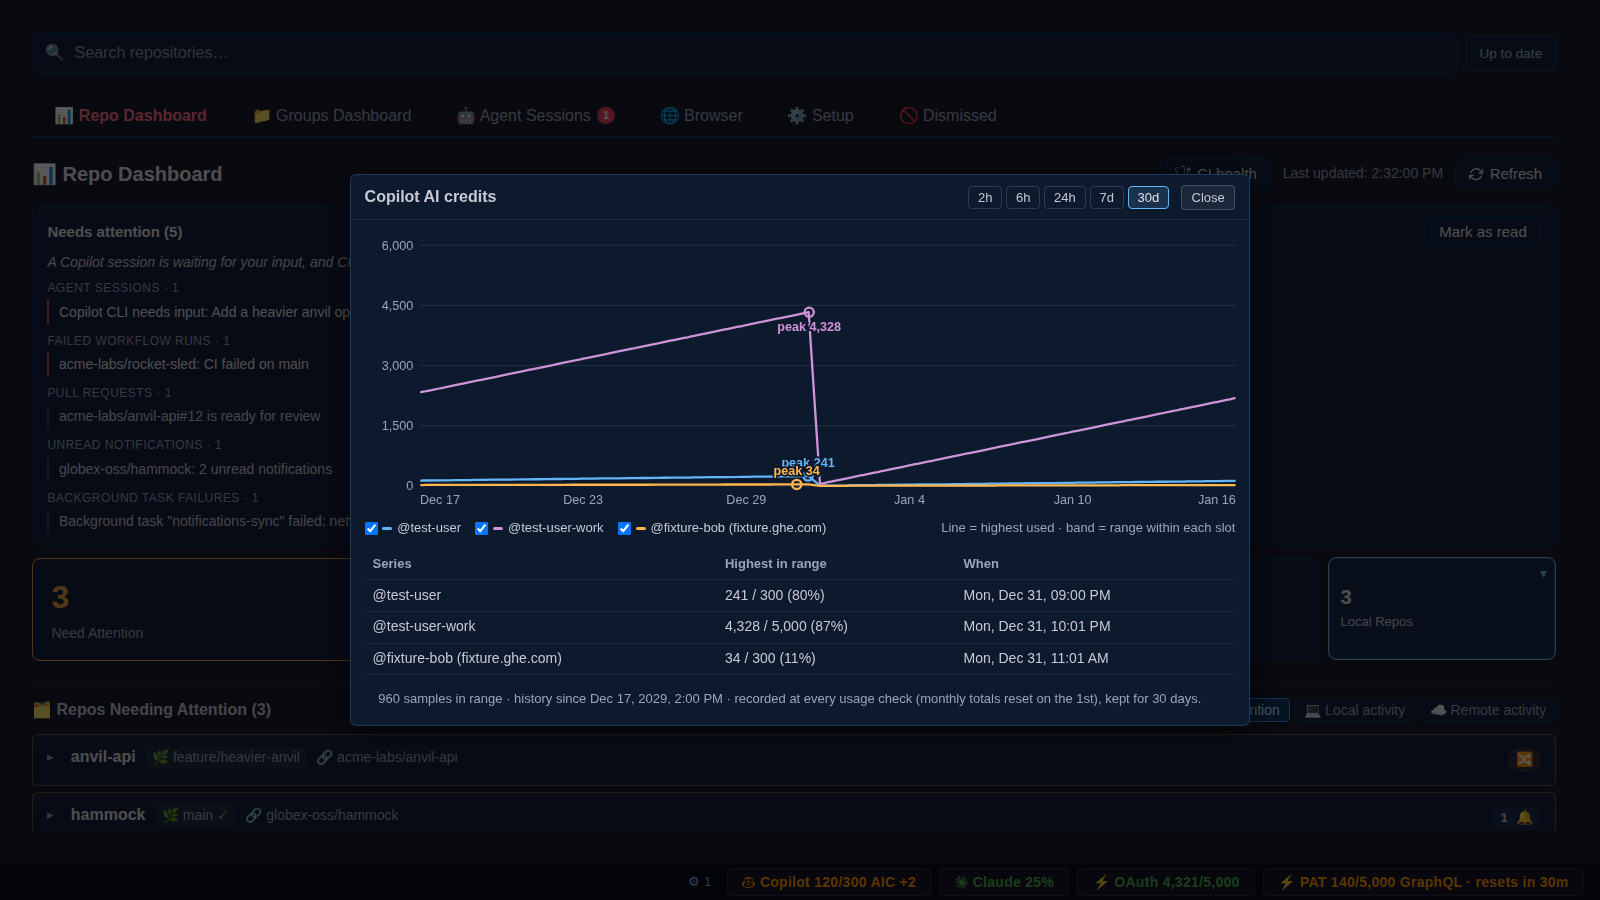 🔍 Search repositories…
Up to date
📊 Repo Dashboard
📁 Groups Dashboard
🤖 Agent Sessions 1
🌐 Browser
⚙️ Setup
🚫 Dismissed
📊 Repo Dashboard
CI health
Last updated: 2:32:00 PM
Refresh
Needs attention (5)
Mark as read
A Copilot session is waiting for your input, and CI
AGENT SESSIONS · 1
Copilot CLI needs input: Add a heavier anvil op
FAILED WORKFLOW RUNS · 1
acme-labs/rocket-sled: CI failed on main
PULL REQUESTS · 1
acme-labs/anvil-api#12 is ready for review
UNREAD NOTIFICATIONS · 1
globex-oss/hammock: 2 unread notifications
BACKGROUND TASK FAILURES · 1
Background task "notifications-sync" failed: net
Copilot AI credits
2h 6h 24h 7d 30d Close
6,000
4,500
3,000
1,500
0
peak 4,328
peak 241
peak 34
Dec 17 Dec 23 Dec 29 Jan 4 Jan 10 Jan 16
@test-user @test-user-work @fixture-bob (fixture.ghe.com)
Line = highest used · band = range within each slot
Series Highest in range When
@test-user 241 / 300 (80%) Mon, Dec 31, 09:00 PM
@test-user-work 4,328 / 5,000 (87%) Mon, Dec 31, 10:01 PM
@fixture-bob (fixture.ghe.com) 34 / 300 (11%) Mon, Dec 31, 11:01 AM
960 samples in range · history since Dec 17, 2029, 2:00 PM · recorded at every usage check (monthly totals reset on the 1st), kept for 30 days.
3
Need Attention
3
Local Repos
🗂️ Repos Needing Attention (3)
ntion
💻 Local activity
☁️ Remote activity
▸ anvil-api 🌿 feature/heavier-anvil 🔗 acme-labs/anvil-api 🔀
▸ hammock 🌿 main ✓ 🔗 globex-oss/hammock 1 🔔
⚙ 1
Copilot 120/300 AIC +2
Claude 25%
⚡ OAuth 4,321/5,000
⚡ PAT 140/5,000 GraphQL · resets in 30m